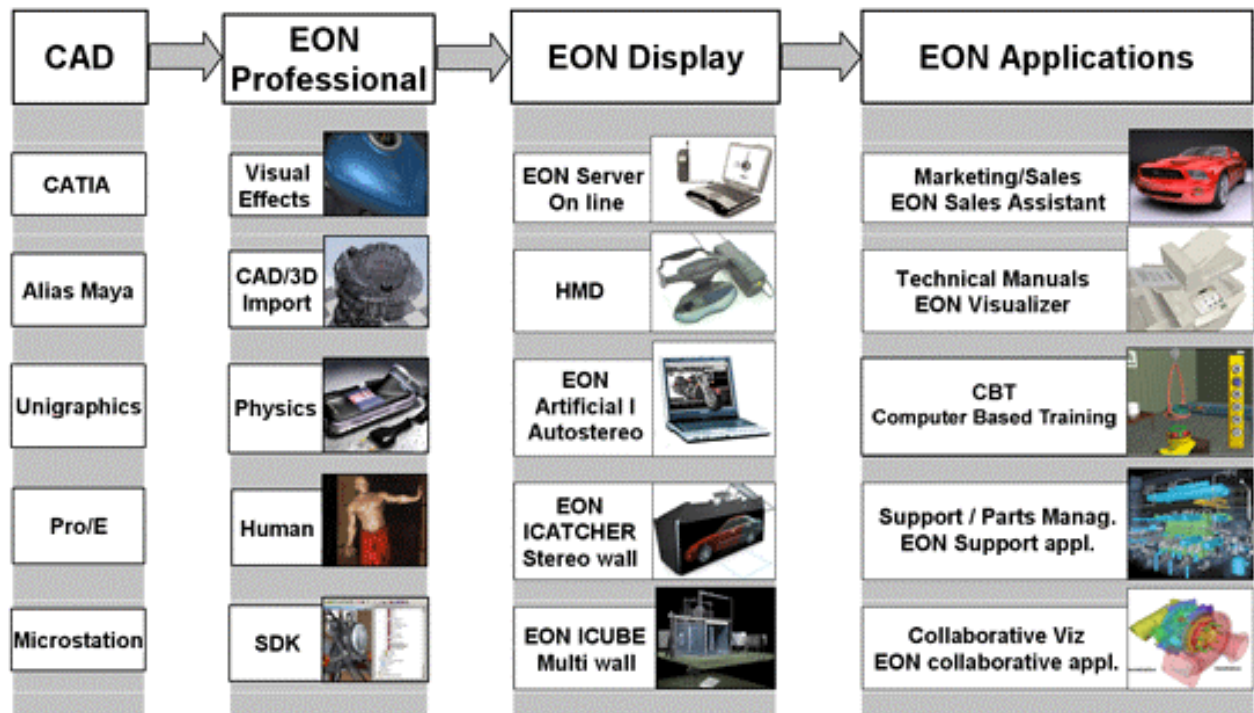 CAD
EON
Professional
EON Display
EON Applications
CATIA
Visual
Effects
EON Server
On line
Marketing/Sales
EON Sales Assistant
Alias Maya
CAD/3D
Import
HMD
Technical Manuals
EON Visualizer
Unigraphics
Physics
EON
Artificial I
Autostereo
CBT
Computer Based Training
Pro/E
Human
EON
ICATCHER
Stereo wall
Support / Parts Manag.
EON Support appl.
Microstation
SDK
EON ICUBE
Multi wall
Collaborative Viz
EON collaborative appl.